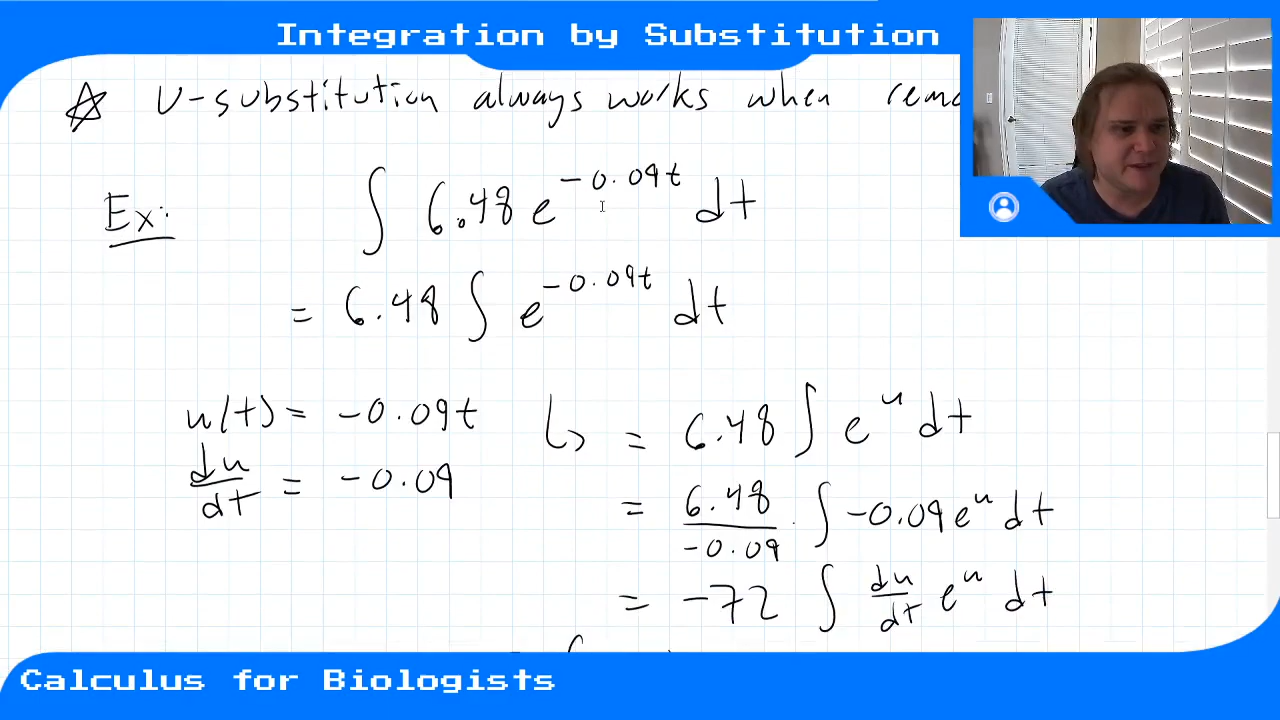 Integration by Substitution
☆ U-substitution always works when
Ex: ∫ 6.48 e^{-0.09t} dt
= 6.48 ∫ e^{-0.09t} dt
u(t) = -0.09t
du/dt = -0.09
↳ = 6.48 ∫ e^u dt
= 6.48/-0.09 · ∫ -0.09 e^u dt
= -72 ∫ du/dt e^u dt
Calculus for Biologists